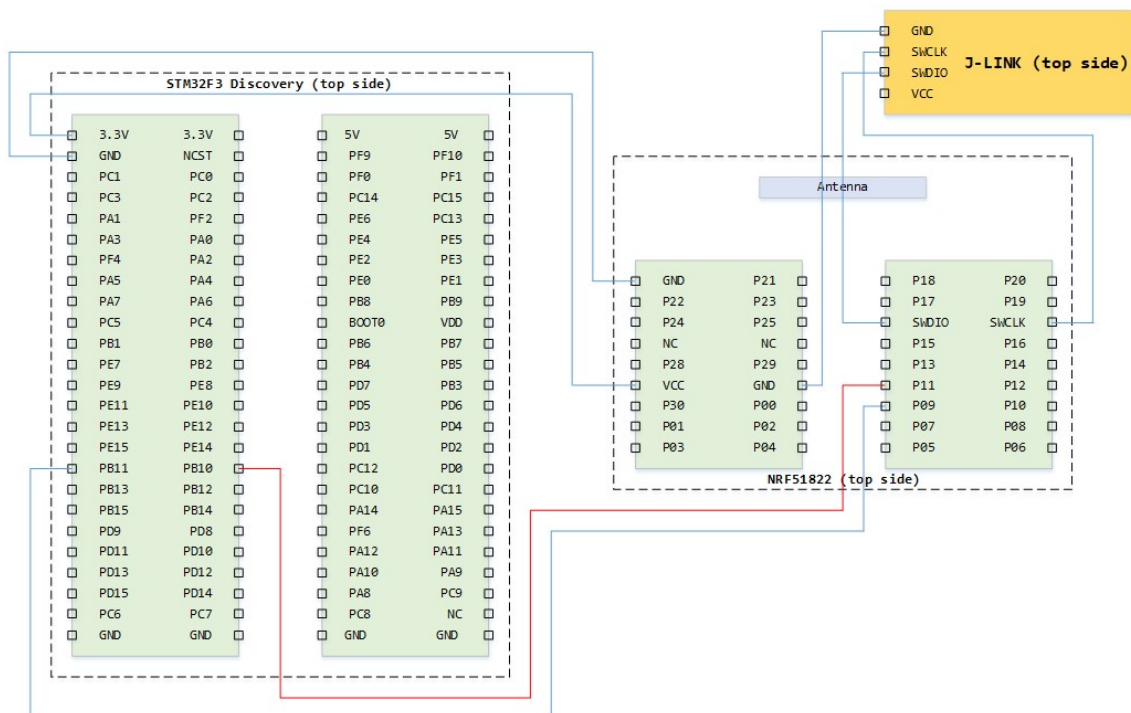 GND
SWCLK
SWDIO
VCC
J-LINK (top side)
STM32F3 Discovery (top side)
3.3V 3.3V
GND NCST
PC1 PC0
PC3 PC2
PA1 PF2
PA3 PA0
PF4 PA2
PA5 PA4
PA7 PA6
PC5 PC4
PB1 PB0
PE7 PB2
PE9 PE8
PE11 PE10
PE13 PE12
PE15 PE14
PB11 PB10
PB13 PB12
PB15 PB14
PD9 PD8
PD11 PD10
PD13 PD12
PD15 PD14
PC6 PC7
GND GND
5V 5V
PF9 PF10
PF0 PF1
PC14 PC15
PE6 PC13
PE4 PE5
PE2 PE3
PE0 PE1
PB8 PB9
BOOT0 VDD
PB6 PB7
PB4 PB5
PD7 PB3
PD5 PD6
PD3 PD4
PD1 PD2
PC12 PD0
PC10 PC11
PA14 PA15
PF6 PA13
PA12 PA11
PA10 PA9
PA8 PC9
PC8 NC
GND GND
Antenna
GND P21
P22 P23
P24 P25
NC NC
P28 P29
VCC GND
P30 P00
P01 P02
P03 P04
P18 P20
P17 P19
SWDIO SWCLK
P15 P16
P13 P14
P11 P12
P09 P10
P07 P08
P05 P06
NRF51822 (top side)